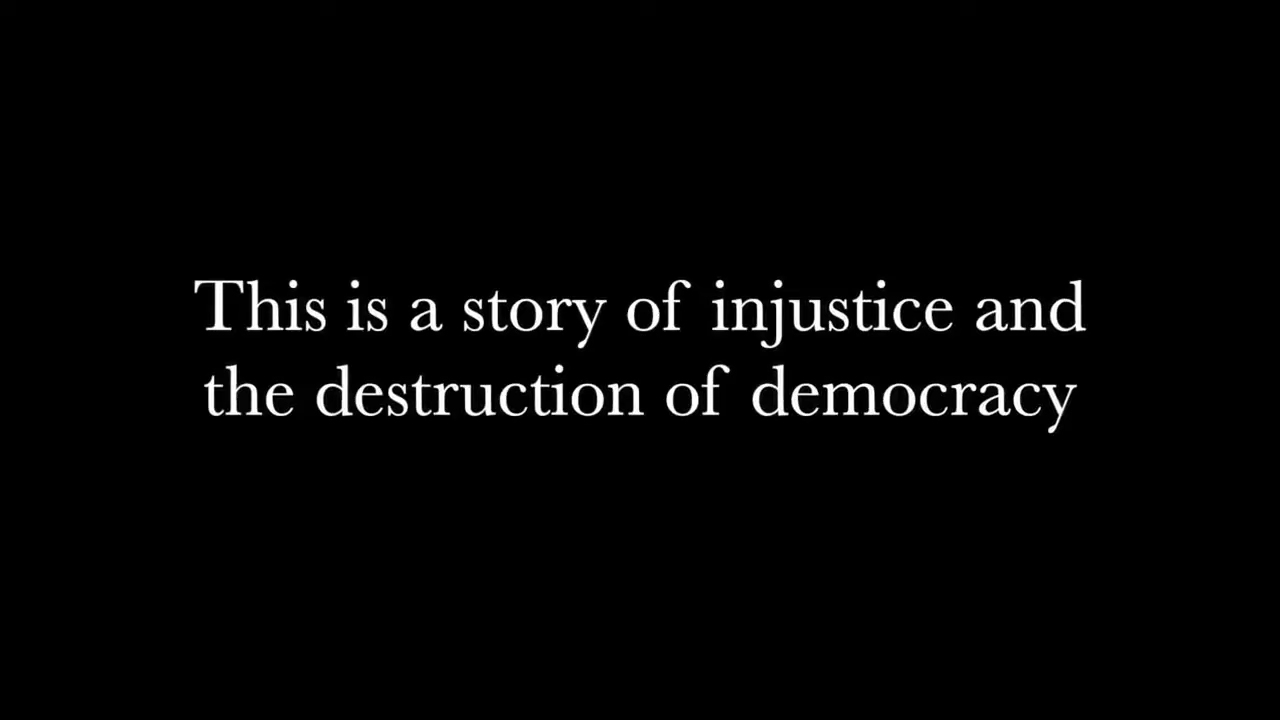 This is a story of injustice and
the destruction of democracy